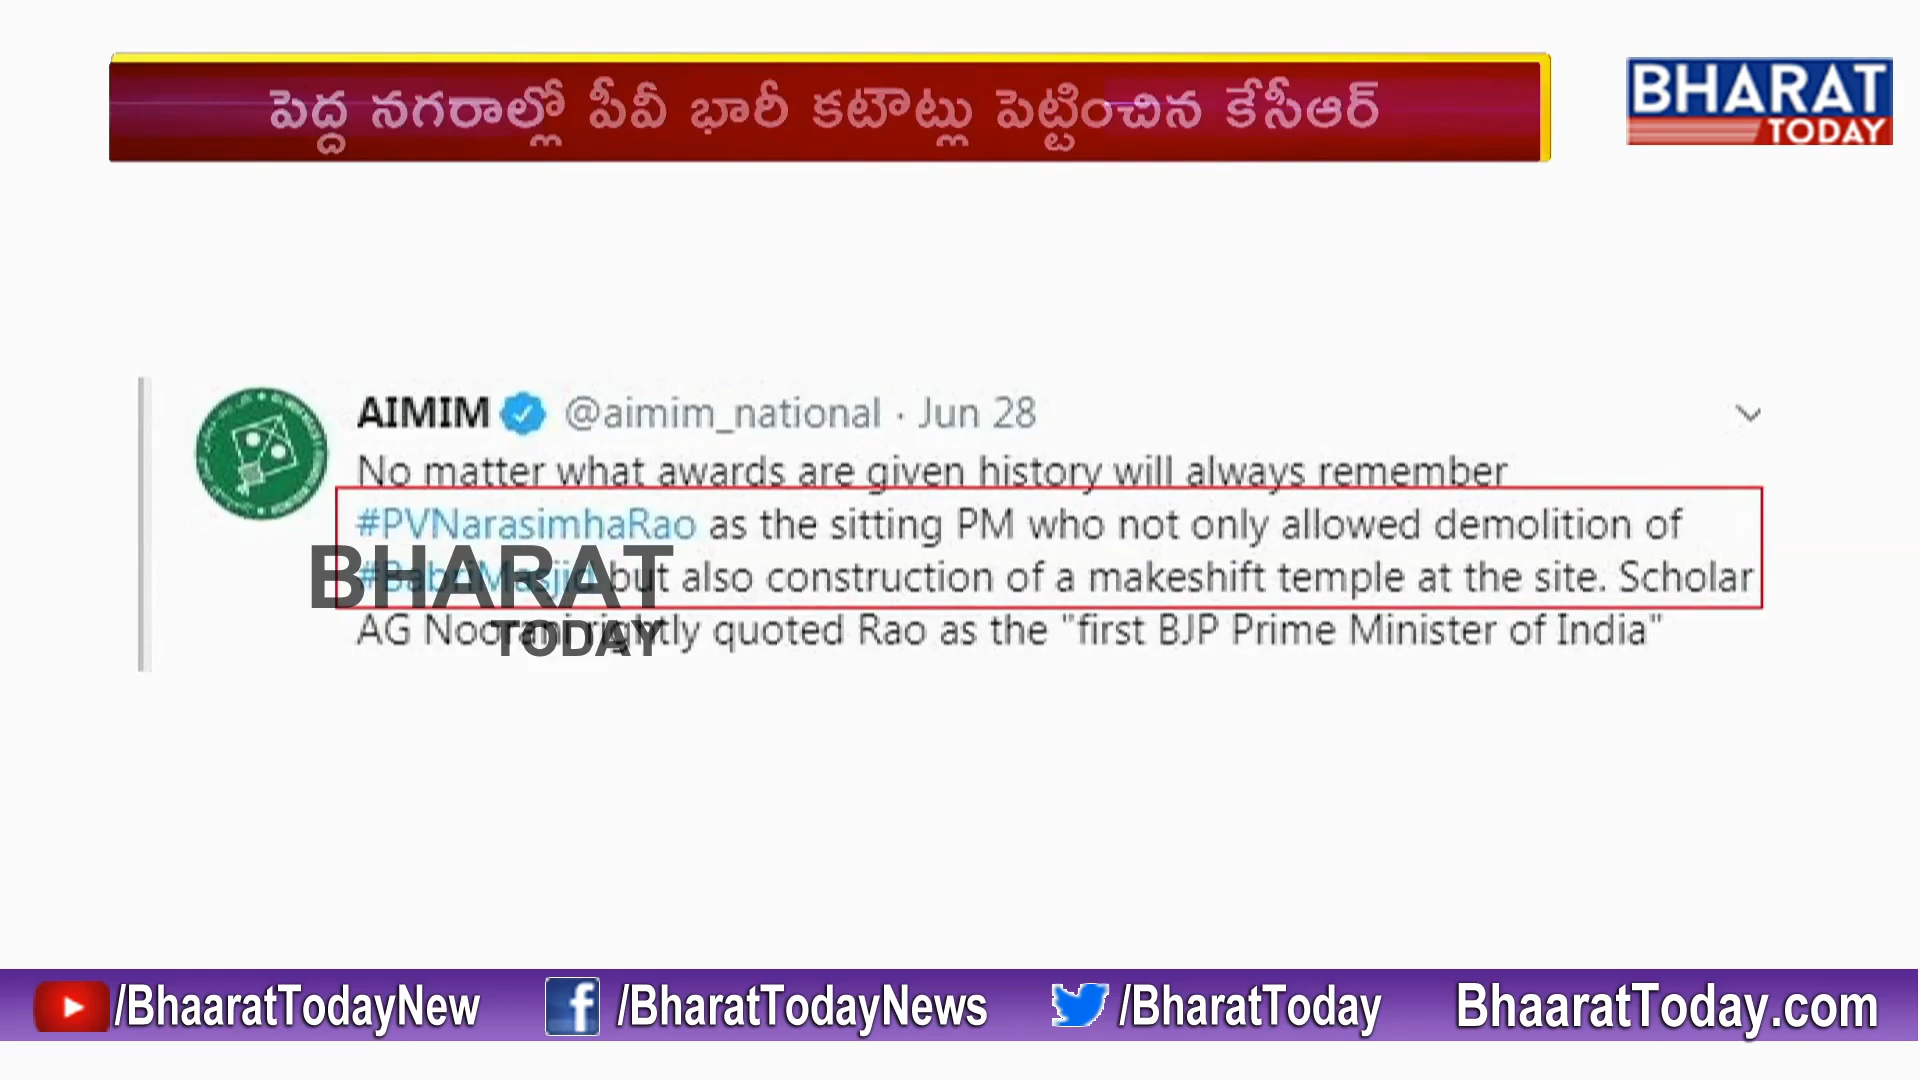 పెద్ద నగరాల్లో పీవీ భారీ కటౌట్లు పెట్టించిన కేసీఆర్
BHARAT
TODAY
AIMIM @aimim_national · Jun 28
No matter what awards are given history will always remember
#PVNarasimhaRao as the sitting PM who not only allowed demolition of
#BabriMasjid but also construction of a makeshift temple at the site. Scholar
AG Noorani rightly quoted Rao as the "first BJP Prime Minister of India"
BHARAT
TODAY
/BhaaratTodayNew /BharatTodayNews /BharatToday BhaaratToday.com